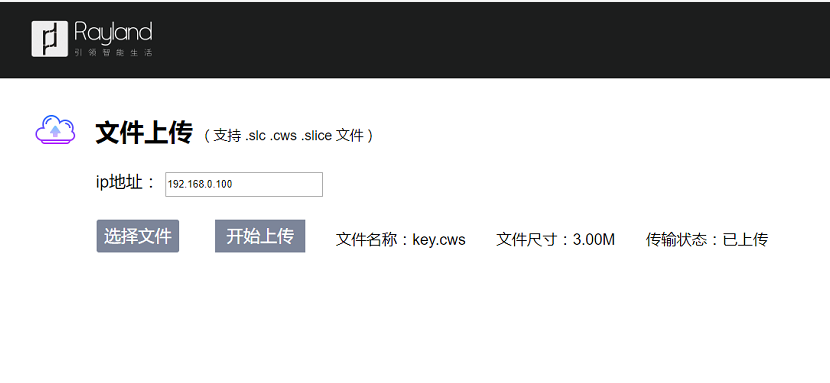 Rayland
引领智能生活
文件上传 （支持 .slc .cws .slice 文件）
ip地址： 192.168.0.100
选择文件 开始上传 文件名称：key.cws 文件尺寸：3.00M 传输状态：已上传